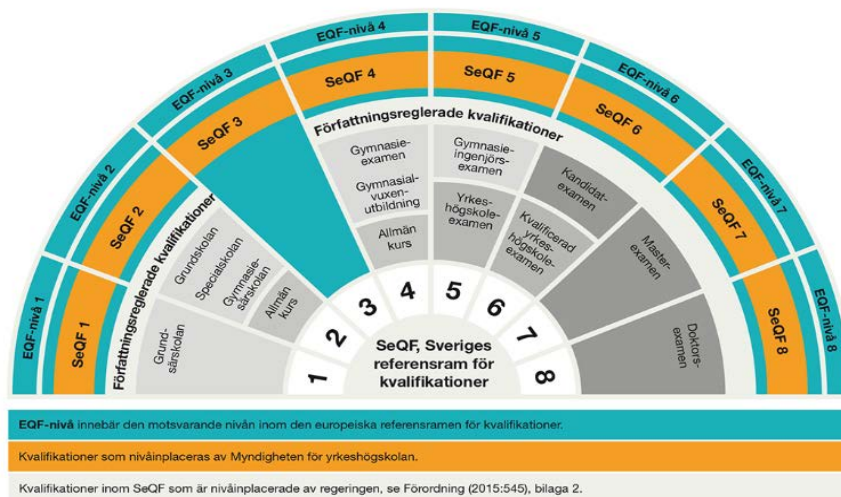 EQF-nivå 1
EQF-nivå 2
EQF-nivå 3
EQF-nivå 4
EQF-nivå 5
EQF-nivå 6
EQF-nivå 7
EQF-nivå 8
SeQF 1
SeQF 2
SeQF 3
SeQF 4
SeQF 5
SeQF 6
SeQF 7
SeQF 8
Författningsreglerade kvalifikationer
Grund-
särskolan
Grundskolan
Specialskolan
Gymnasie-
särskolan
Allmän
kurs
Författningsreglerade kvalifikationer
Gymnasie-
examen
Gymnasial-
vuxen-
utbildning
Allmän
kurs
Gymnasie-
ingenjörs-
examen
Yrkes-
högskole-
examen
Kandidat-
examen
Kvalificerad
yrkes-
högskole-
examen
Master-
examen
Doktors-
examen
1
2
3
4
5
6
7
8
SeQF, Sveriges
referensram för
kvalifikationer
EQF-nivå innebär den motsvarande nivån inom den europeiska referensramen för kvalifikationer.
Kvalifikationer som nivåinplaceras av Myndigheten för yrkeshögskolan.
Kvalifikationer inom SeQF som är nivåinplacerade av regeringen, se Förordning (2015:545), bilaga 2.